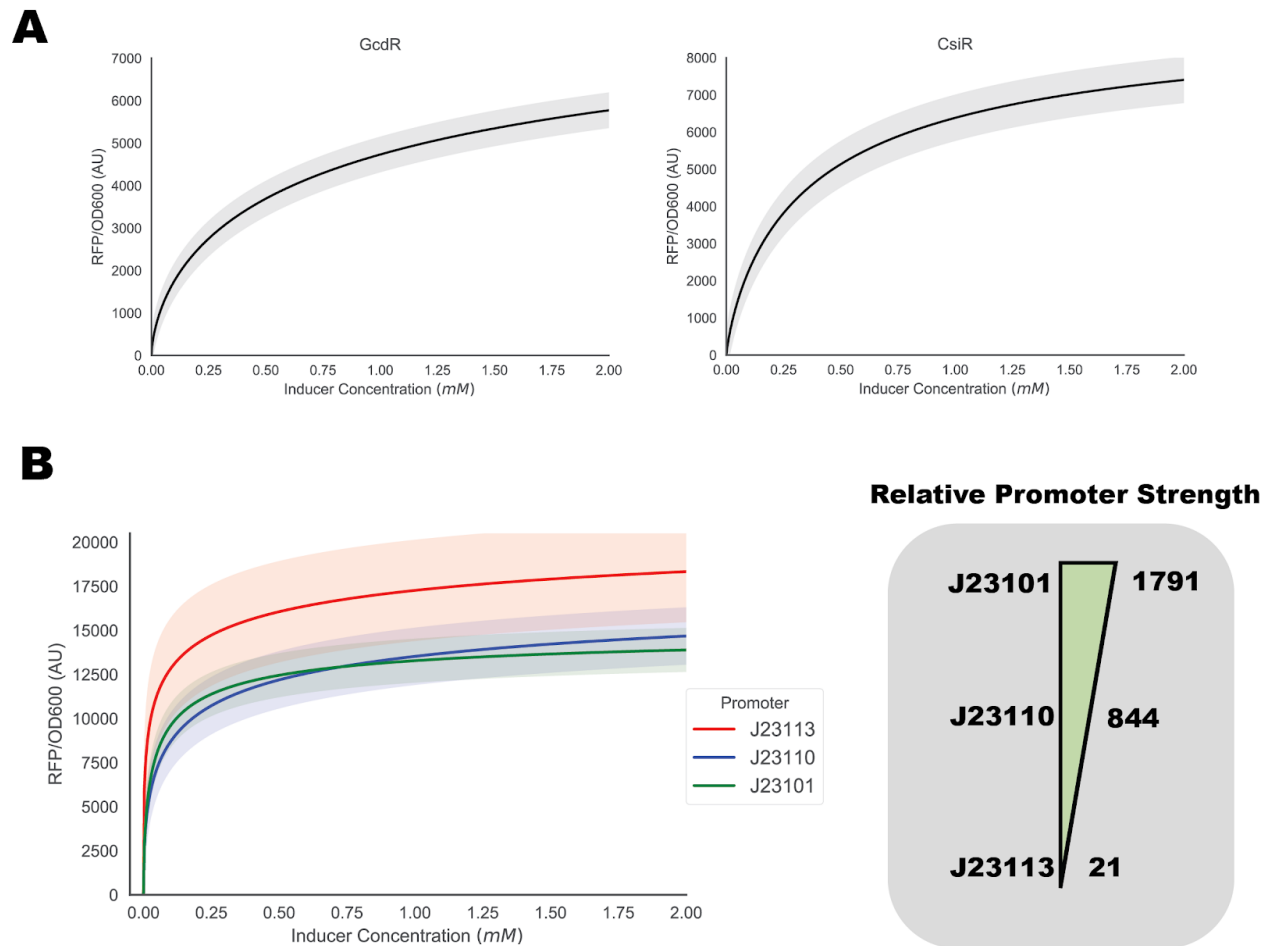 A
GcdR
7000
6000
5000
4000
3000
2000
1000
0
RFP/OD600 (AU)
0.00 0.25 0.50 0.75 1.00 1.25 1.50 1.75 2.00
Inducer Concentration (mM)
CsiR
8000
7000
6000
5000
4000
3000
2000
1000
0
RFP/OD600 (AU)
0.00 0.25 0.50 0.75 1.00 1.25 1.50 1.75 2.00
Inducer Concentration (mM)
B
20000
17500
15000
12500
10000
7500
5000
2500
0
RFP/OD600 (AU)
0.00 0.25 0.50 0.75 1.00 1.25 1.50 1.75 2.00
Inducer Concentration (mM)
Promoter
J23113
J23110
J23101
Relative Promoter Strength
J23101 1791
J23110 844
J23113 21